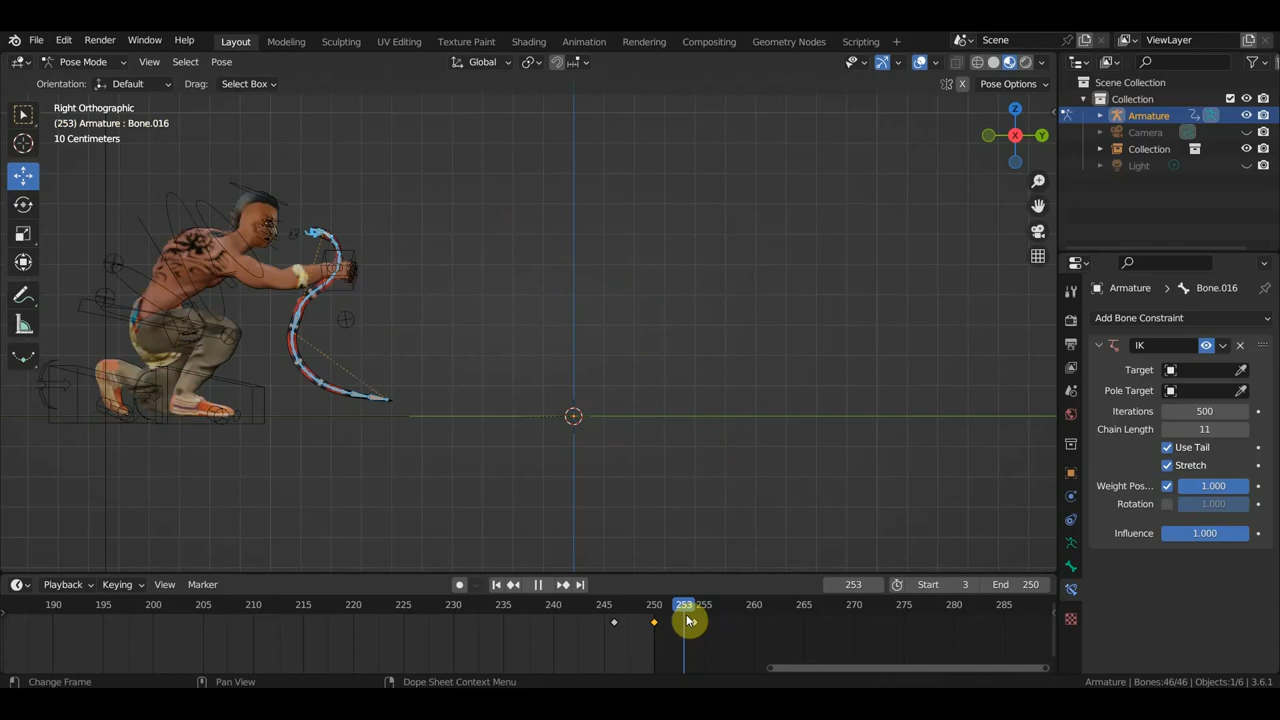 File Edit Render Window Help Layout Modeling Sculpting UV Editing Texture Paint Shading Animation Rendering Compositing Geometry Nodes Scripting + Scene ViewLayer
Pose Mode View Select Pose Global
Orientation: Default Drag: Select Box X Pose Options
Right Orthographic
(253) Armature : Bone.016
10 Centimeters
Z
Y
X
Scene Collection
Collection
Armature
Camera
Collection
Light
Armature > Bone.016
Add Bone Constraint
IK
Target
Pole Target
Iterations 500
Chain Length 11
Use Tail
Stretch
Weight Pos... 1.000
Rotation 1.000
Influence 1.000
Playback Keying View Marker 253 Start 3 End 250
190 195 200 205 210 215 220 225 230 235 240 245 250 253 255 260 265 270 275 280 285
Change Frame Pan View Dope Sheet Context Menu Armature | Bones:46/46 | Objects:1/6 | 3.6.1